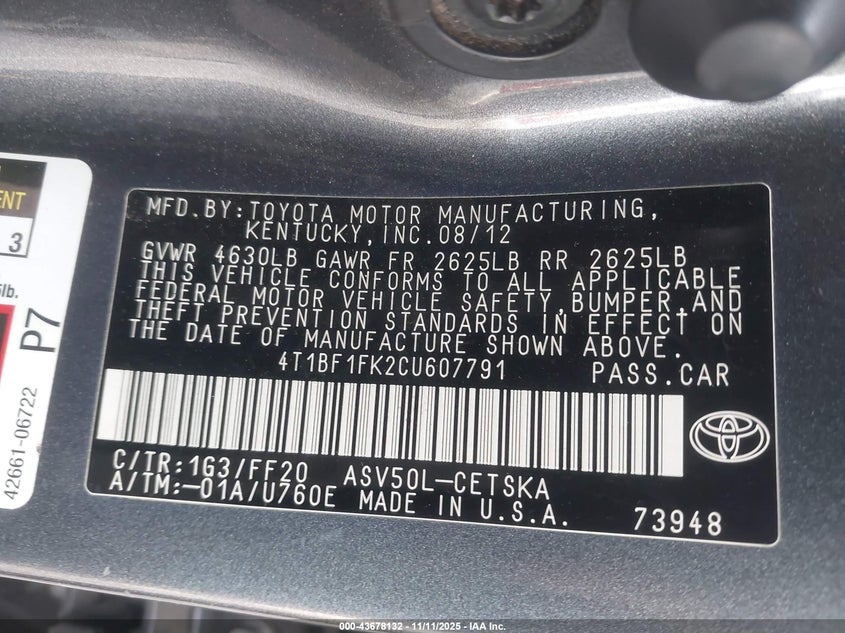 ENT
3
lb.
P7
42661-06722
MFD.BY:TOYOTA MOTOR MANUFACTURING,
KENTUCKY,INC.08/12
GVWR 4630LB GAWR FR 2625LB RR 2625LB
THIS VEHICLE CONFORMS TO ALL APPLICABLE
FEDERAL MOTOR VEHICLE SAFETY,BUMPER,AND
THEFT PREVENTION STANDARDS IN EFFECT ON
THE DATE OF MANUFACTURE SHOWN ABOVE.
4T1BF1FK2CU607791 PASS.CAR
C/TR:1G3/FF20 ASV50L-CETSKA
A/TM:-01A/U760E MADE IN U.S.A. 73948
000-43678132 - 11/11/2025 - IAA Inc.